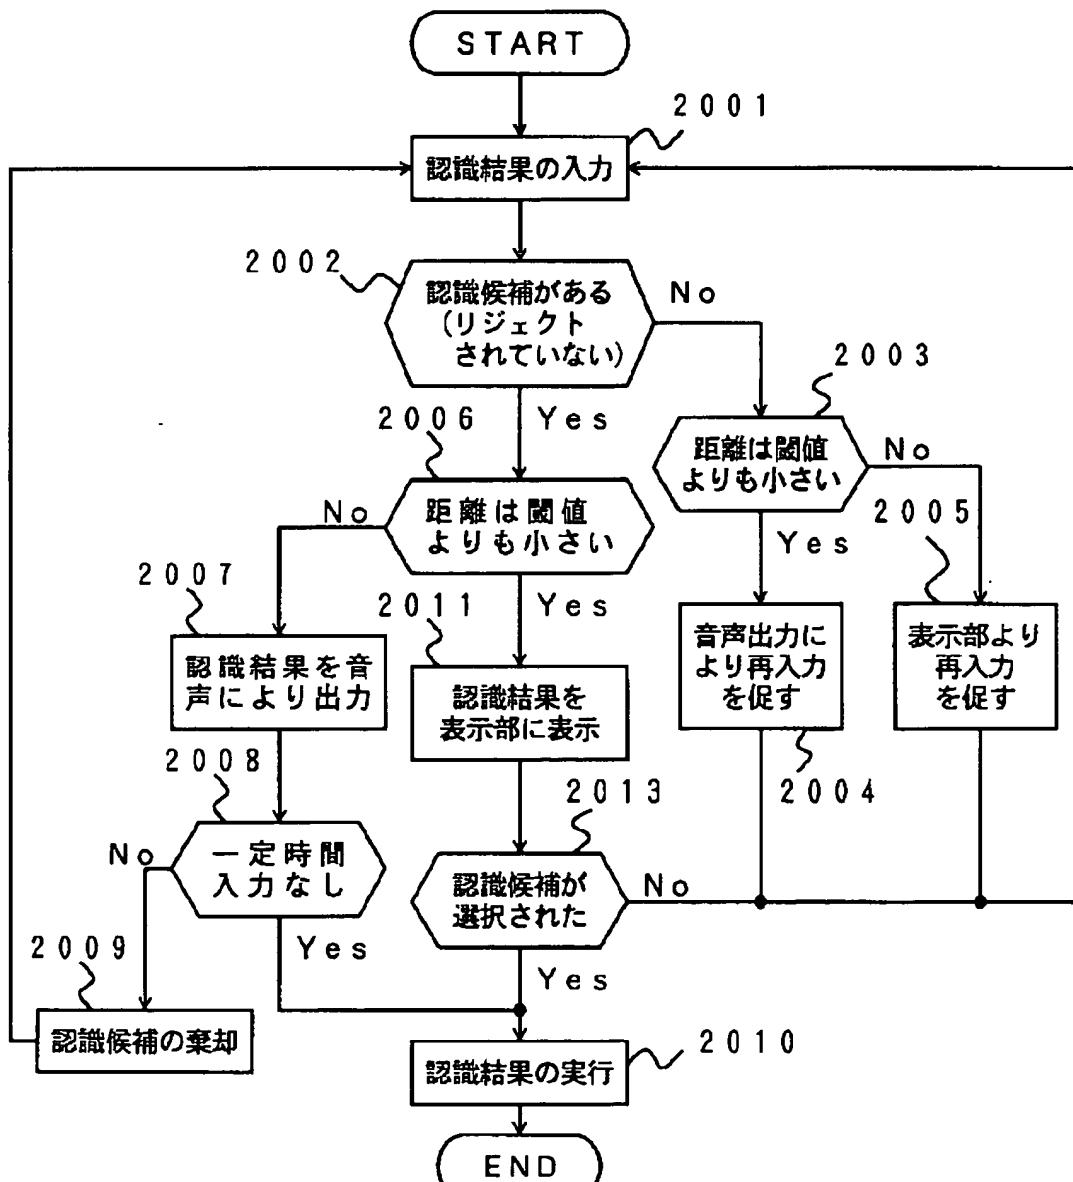 START
2001
認識結果の入力
2002
認識候補がある
(リジェクト
されていない)
No
2003
距離は閾値
よりも小さい
No
Yes
2005
2006
Yes
距離は閾値
よりも小さい
No
2007
認識結果を音
声により出力
2011
Yes
認識結果を
表示部に表示
音声出力に
より再入力
を促す
2004
表示部より
再入力
を促す
2008
一定時間
入力なし
No
Yes
2013
認識候補が
選択された
No
Yes
2009
認識候補の棄却
2010
認識結果の実行
END